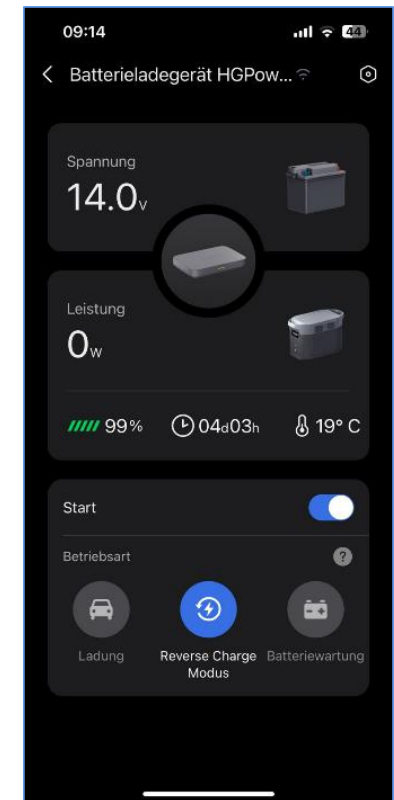 09:14
44
Batterieladegerät HGPow...
Spannung
14.0v
Leistung
0w
99%
04d03h
19° C
Start
Betriebsart
?
Ladung
Reverse Charge
Modus
Batteriewartung